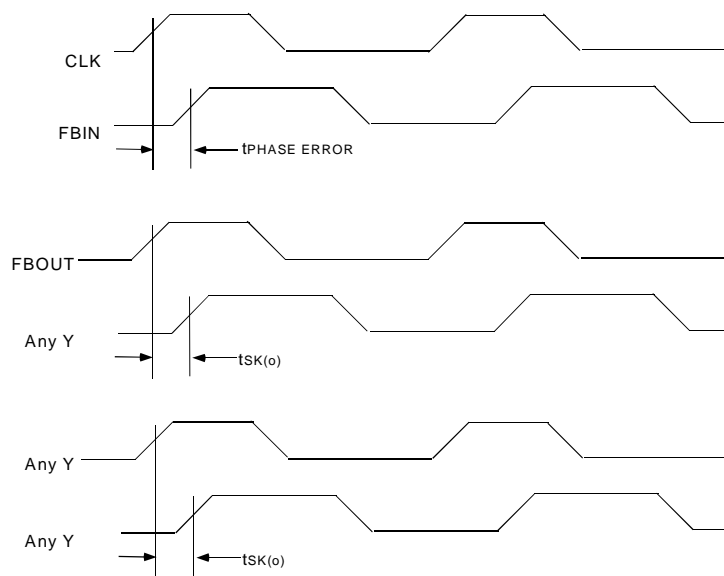 CLK
FBIN
tPHASE ERROR
FBOUT
Any Y
tSK(o)
Any Y
Any Y
tSK(o)